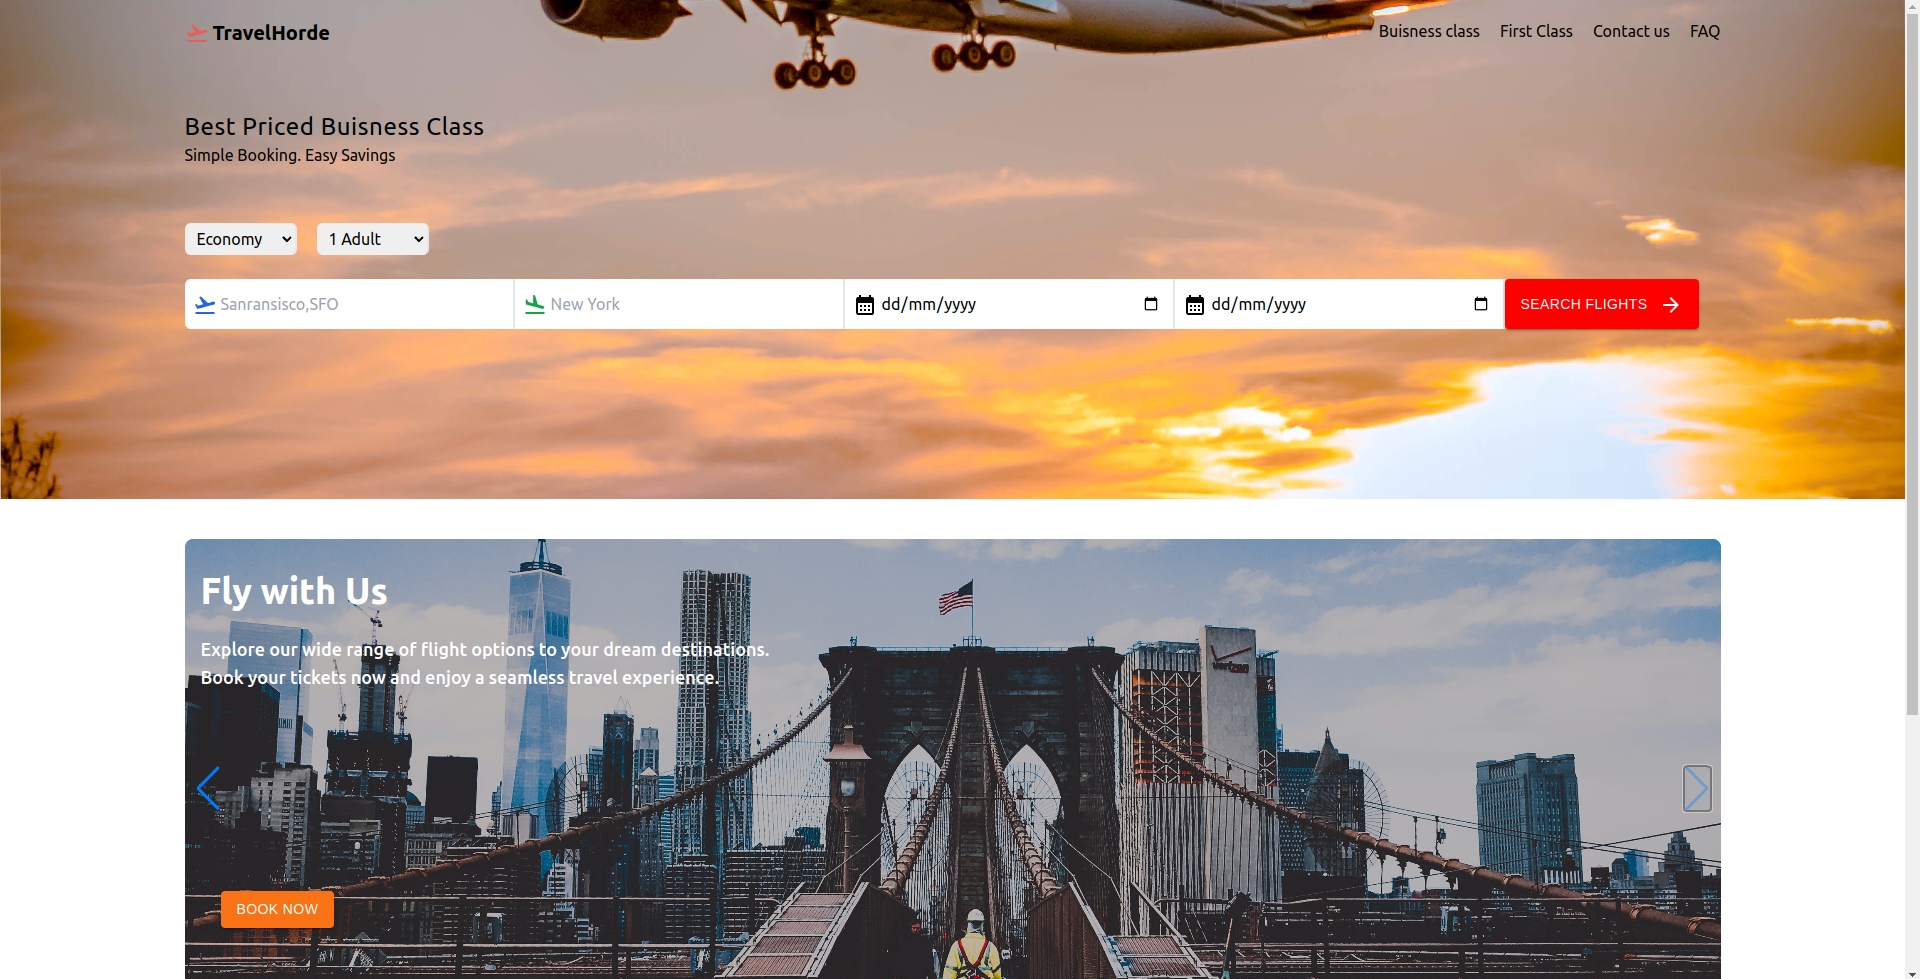 TravelHorde
Buisness class First Class Contact us FAQ
Best Priced Buisness Class
Simple Booking. Easy Savings
Economy 1 Adult
Sanransisco,SFO New York dd/mm/yyyy dd/mm/yyyy SEARCH FLIGHTS
Fly with Us
Explore our wide range of flight options to your dream destinations.
Book your tickets now and enjoy a seamless travel experience.
verizon
BOOK NOW